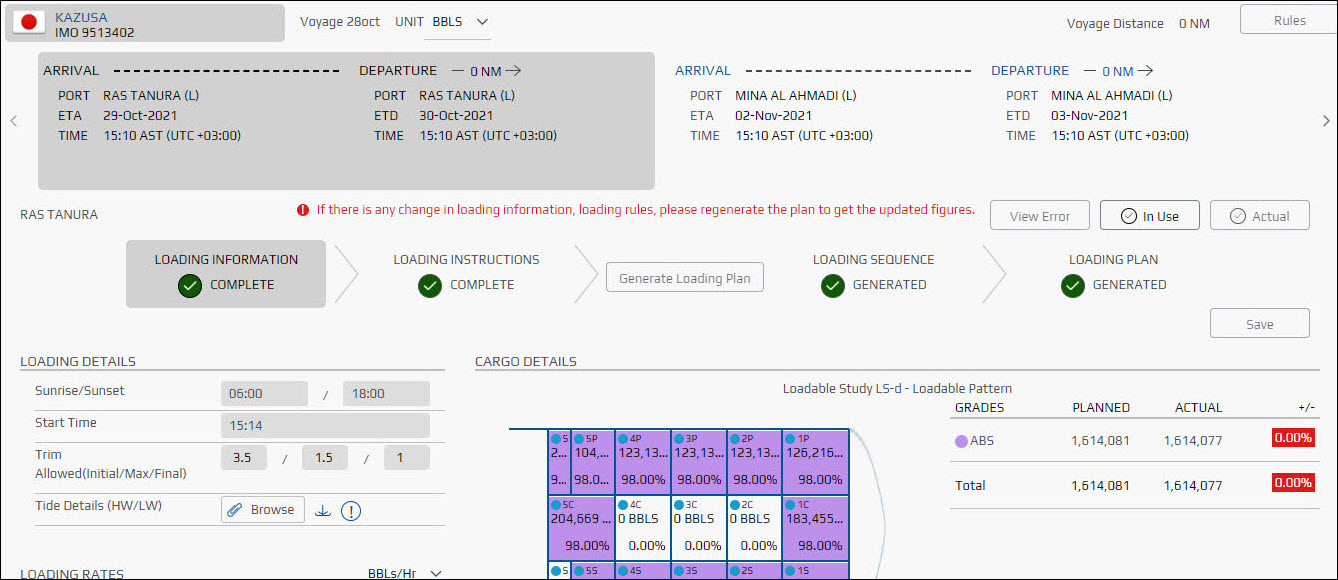 KAZUSA
IMO 9513402
Voyage 28oct UNIT BBLS
Voyage Distance 0 NM
Rules
ARRIVAL DEPARTURE 0 NM
PORT RAS TANURA (L) PORT RAS TANURA (L)
ETA 29-Oct-2021 ETD 30-Oct-2021
TIME 15:10 AST (UTC +03:00) TIME 15:10 AST (UTC +03:00)
ARRIVAL DEPARTURE 0 NM
PORT MINA AL AHMADI (L) PORT MINA AL AHMADI (L)
ETA 02-Nov-2021 ETD 03-Nov-2021
TIME 15:10 AST (UTC +03:00) TIME 15:10 AST (UTC +03:00)
RAS TANURA
If there is any change in loading information, loading rules, please regenerate the plan to get the updated figures.
View Error
In Use
Actual
LOADING INFORMATION
COMPLETE
LOADING INSTRUCTIONS
COMPLETE
Generate Loading Plan
LOADING SEQUENCE
GENERATED
LOADING PLAN
GENERATED
Save
LOADING DETAILS
Sunrise/Sunset 06:00 / 18:00
Start Time 15:14
Trim
Allowed(Initial/Max/Final) 3.5 / 1.5 / 1
Tide Details (HW/LW) Browse
LOADING RATES BBLs/Hr
CARGO DETAILS
Loadable Study LS-d - Loadable Pattern
S 5P 4P 3P 2P 1P
2... 104,... 123,13... 123,13... 123,13... 126,216...
9... 98.0... 98.00% 98.00% 98.00% 98.00%
5C 4C 3C 2C 1C
204,669 ... 0 BBLS 0 BBLS 0 BBLS 183,455...
98.00% 0.00% 0.00% 0.00% 98.00%
S 5S 4S 3S 2S 1S
GRADES PLANNED ACTUAL +/-
ABS 1,614,081 1,614,077 0.00%
Total 1,614,081 1,614,077 0.00%